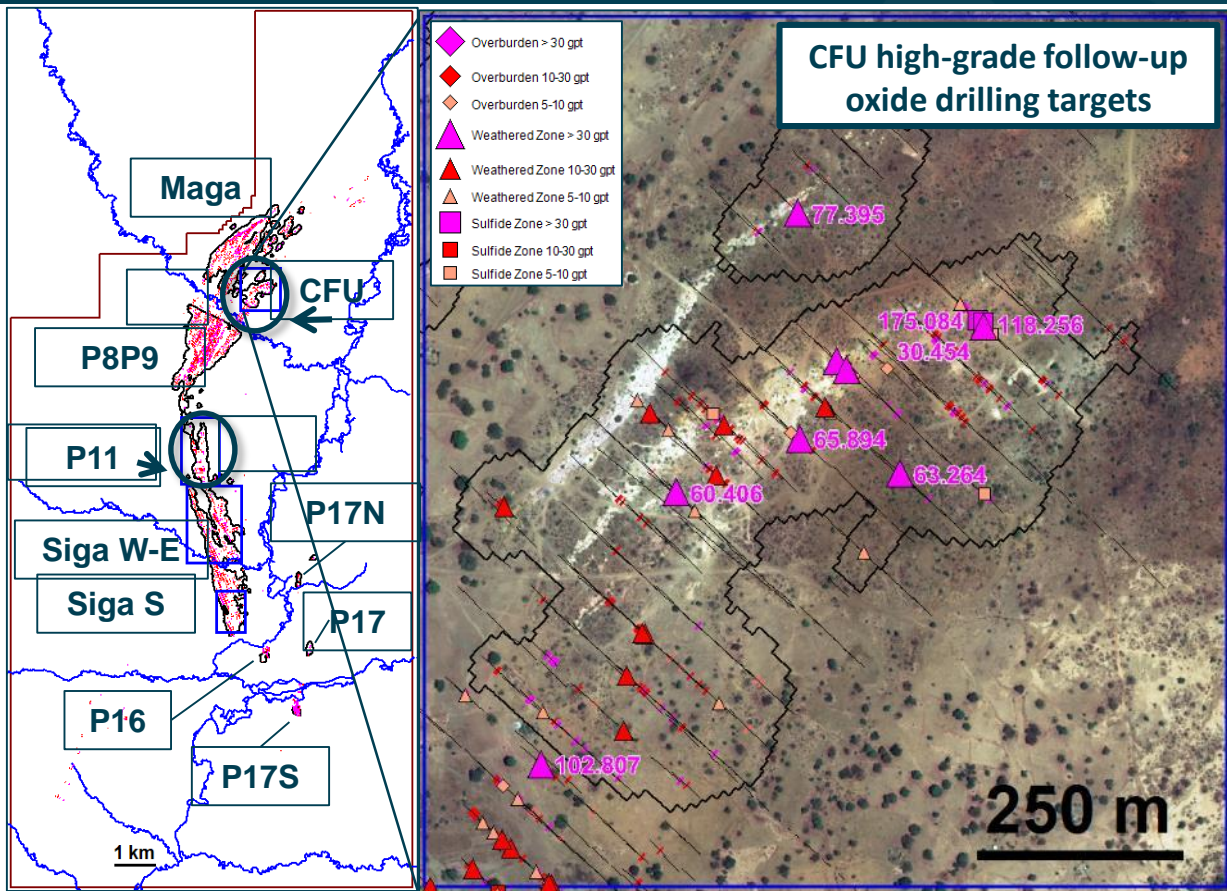 Maga
CFU
P8P9
P11
P17N
Siga W-E
Siga S
P17
P16
P17S
1 km
Overburden > 30 gpt
Overburden 10-30 gpt
Overburden 5-10 gpt
Weathered Zone > 30 gpt
Weathered Zone 10-30 gpt
Weathered Zone 5-10 gpt
Sulfide Zone > 30 gpt
Sulfide Zone 10-30 gpt
Sulfide Zone 5-10 gpt
CFU high-grade follow-up
oxide drilling targets
77.395
175.084
118.256
30.454
65.894
63.264
60.406
102.807
250 m